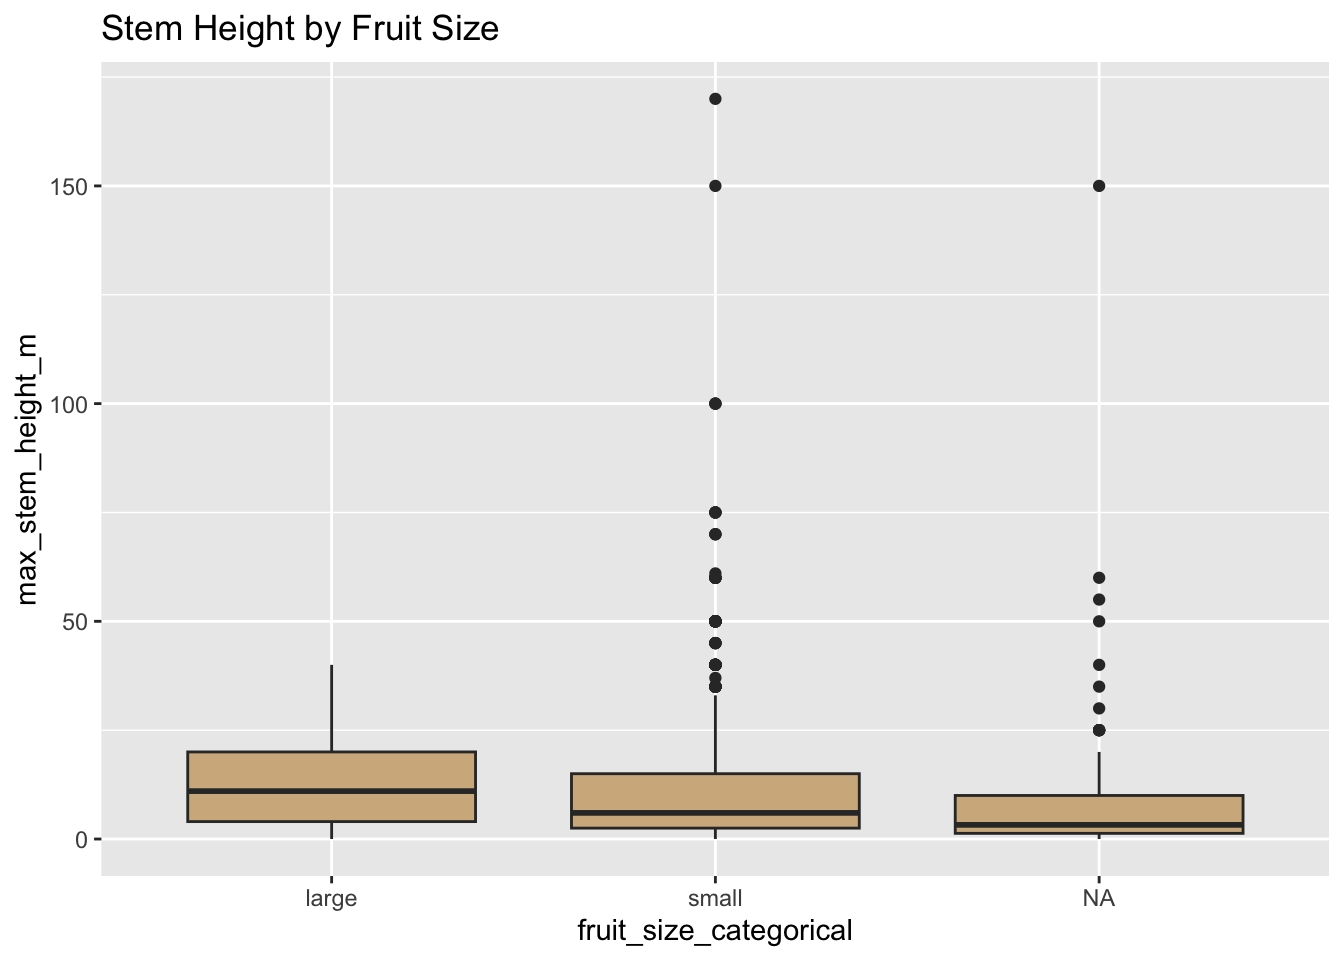 Stem Height by Fruit Size
max_stem_height_m
150
100
50
0
large
small
NA
fruit_size_categorical